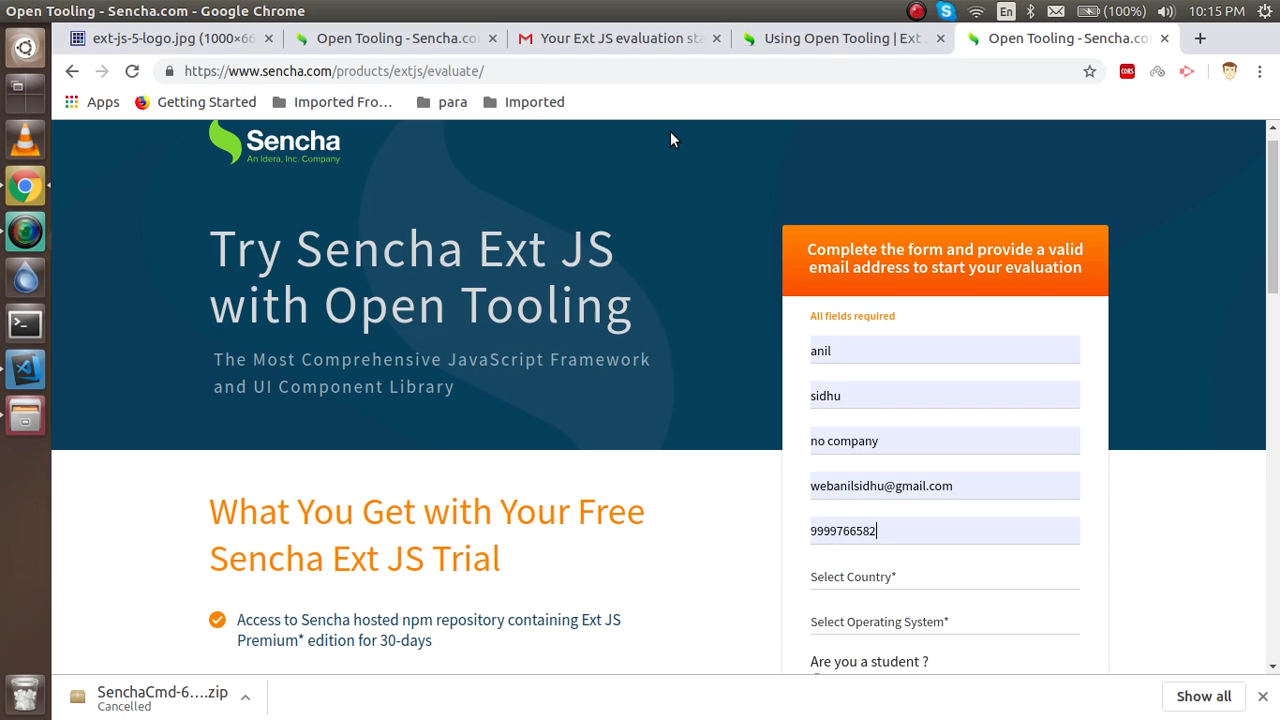 Open Tooling - Sencha.com - Google Chrome
En
(100%)
10:15 PM
ext-js-5-logo.jpg (1000×66
Open Tooling - Sencha.co
Your Ext JS evaluation sta
Using Open Tooling | Ext
Open Tooling - Sencha.co
https://www.sencha.com/products/extjs/evaluate/
CORS
Apps
Getting Started
Imported Fro...
para
Imported
Sencha
An Idera, Inc. Company
Try Sencha Ext JS
with Open Tooling
The Most Comprehensive JavaScript Framework
and UI Component Library
Complete the form and provide a valid
email address to start your evaluation
All fields required
anil
sidhu
no company
webanilsidhu@gmail.com
9999766582
Select Country*
Select Operating System*
Are you a student ?
What You Get with Your Free
Sencha Ext JS Trial
Access to Sencha hosted npm repository containing Ext JS
Premium* edition for 30-days
SenchaCmd-6....zip
Cancelled
Show all